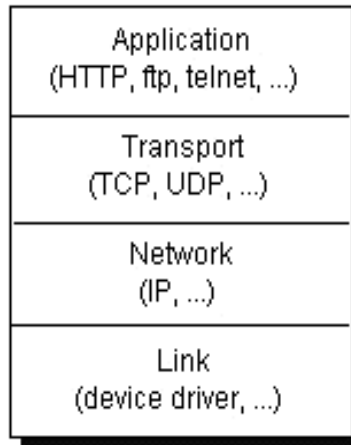 Application
(HTTP, ftp, telnet, ...)
Transport
(TCP, UDP, ...)
Network
(IP, ...)
Link
(device driver, ...)